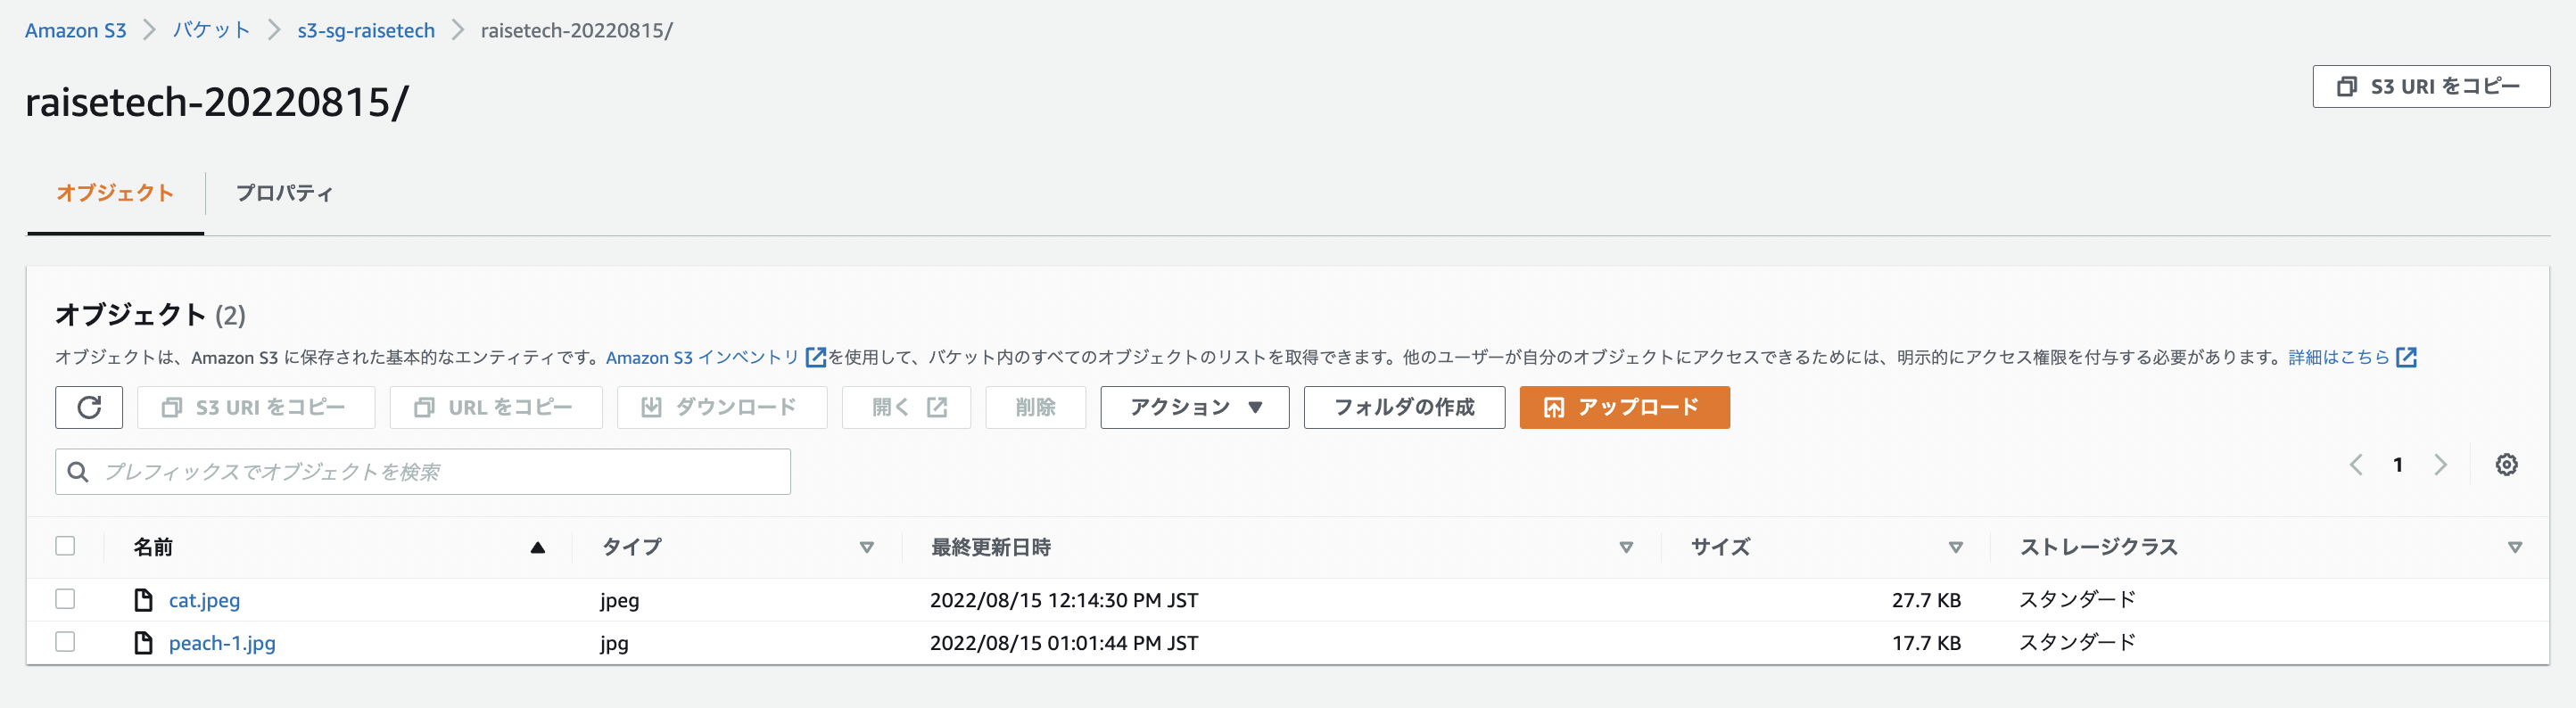 Amazon S3 バケット s3-sg-raisetech raisetech-20220815/
raisetech-20220815/
S3 URI をコピー
オブジェクト プロパティ
オブジェクト (2)
オブジェクトは、Amazon S3 に保存された基本的なエンティティです。Amazon S3 インベントリ を使用して、バケット内のすべてのオブジェクトのリストを取得できます。他のユーザーが自分のオブジェクトにアクセスできるためには、明示的にアクセス権限を付与する必要があります。詳細はこちら
S3 URI をコピー URL をコピー ダウンロード 開く 削除 アクション フォルダの作成 アップロード
プレフィックスでオブジェクトを検索 1
名前 タイプ 最終更新日時 サイズ ストレージクラス
cat.jpeg jpeg 2022/08/15 12:14:30 PM JST 27.7 KB スタンダード
peach-1.jpg jpg 2022/08/15 01:01:44 PM JST 17.7 KB スタンダード